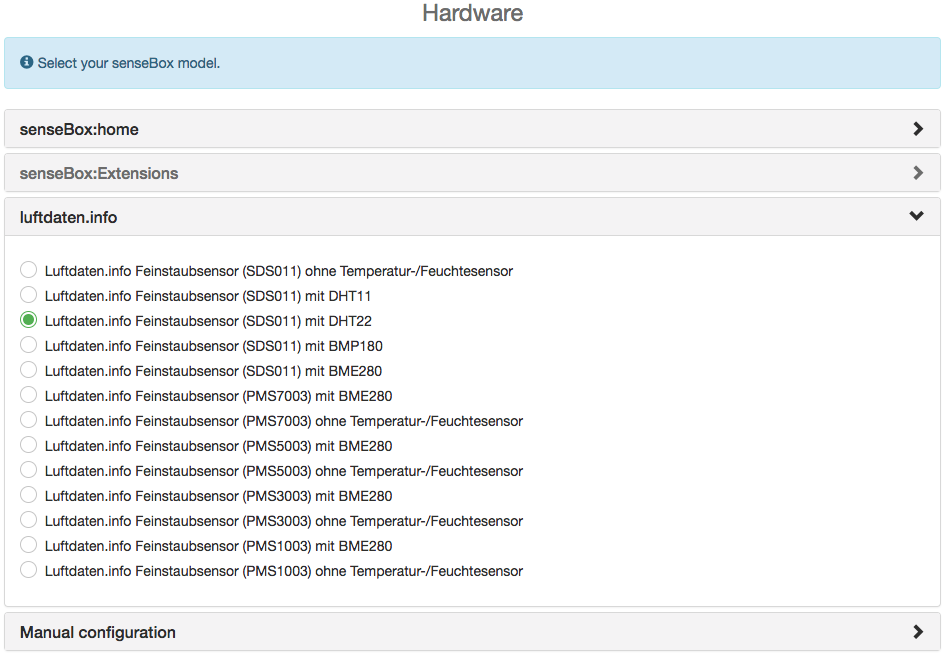 Hardware
Select your senseBox model.
senseBox:home
senseBox:Extensions
luftdaten.info
Luftdaten.info Feinstaubsensor (SDS011) ohne Temperatur-/Feuchtesensor
Luftdaten.info Feinstaubsensor (SDS011) mit DHT11
Luftdaten.info Feinstaubsensor (SDS011) mit DHT22
Luftdaten.info Feinstaubsensor (SDS011) mit BMP180
Luftdaten.info Feinstaubsensor (SDS011) mit BME280
Luftdaten.info Feinstaubsensor (PMS7003) mit BME280
Luftdaten.info Feinstaubsensor (PMS7003) ohne Temperatur-/Feuchtesensor
Luftdaten.info Feinstaubsensor (PMS5003) mit BME280
Luftdaten.info Feinstaubsensor (PMS5003) ohne Temperatur-/Feuchtesensor
Luftdaten.info Feinstaubsensor (PMS3003) mit BME280
Luftdaten.info Feinstaubsensor (PMS3003) ohne Temperatur-/Feuchtesensor
Luftdaten.info Feinstaubsensor (PMS1003) mit BME280
Luftdaten.info Feinstaubsensor (PMS1003) ohne Temperatur-/Feuchtesensor
Manual configuration